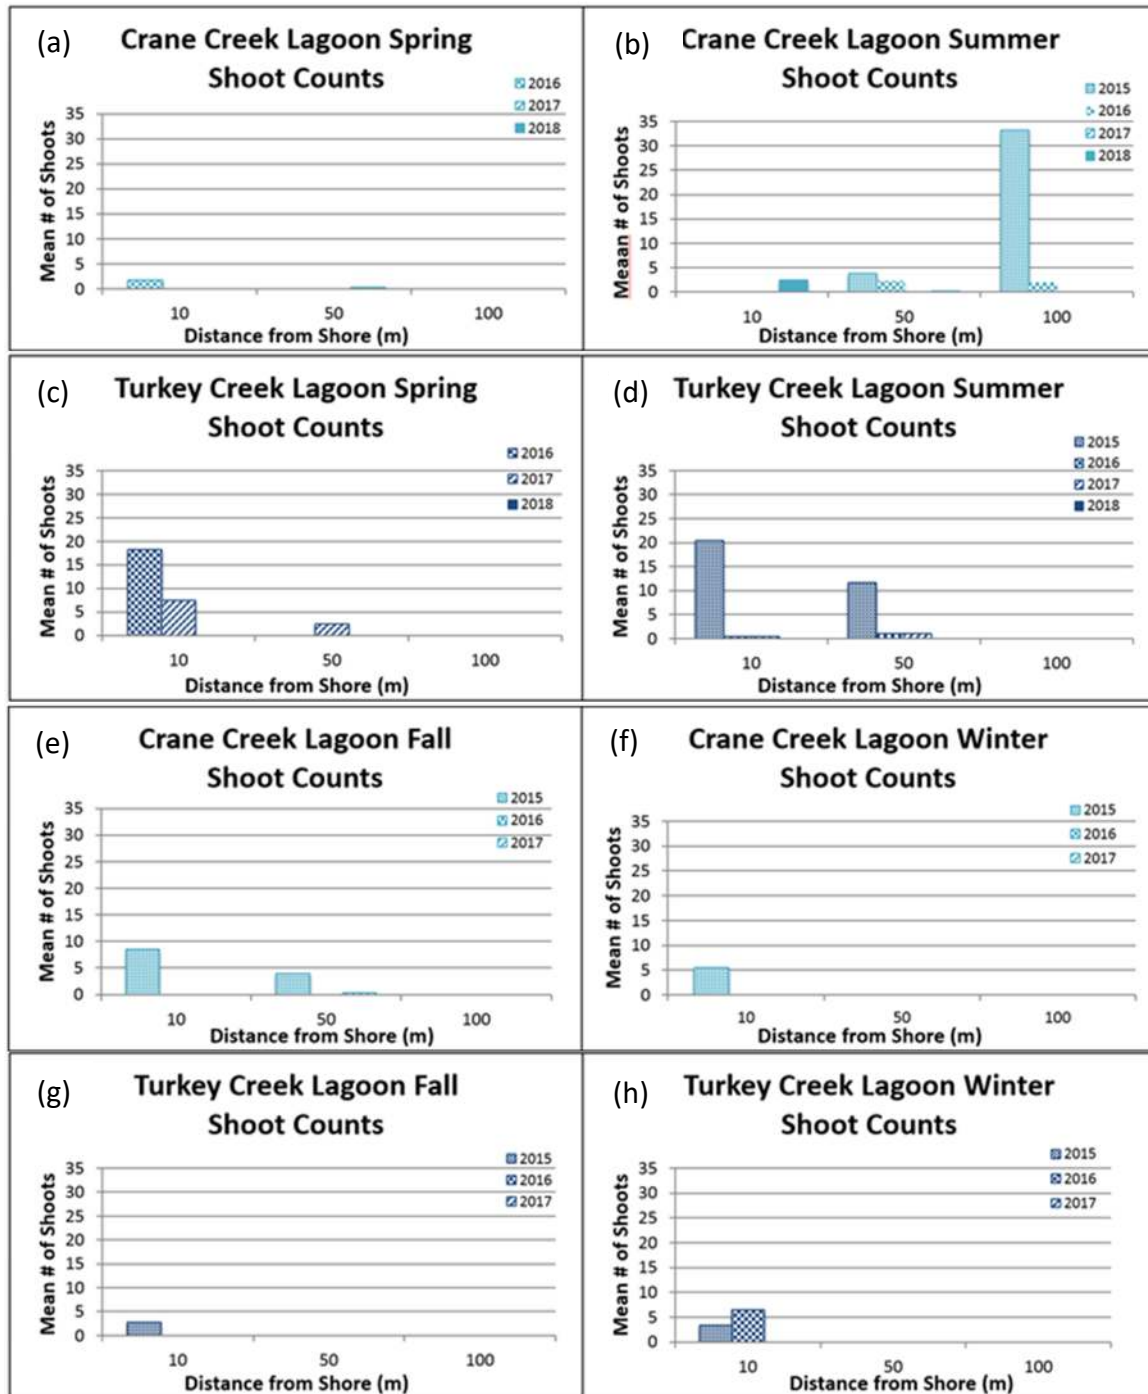 (a)
Crane Creek Lagoon Spring
Shoot Counts
2016
2017
2018
Mean # of Shoots
35
30
25
20
15
10
5
0
10
50
100
Distance from Shore (m)
(b)
Crane Creek Lagoon Summer
Shoot Counts
2015
2016
2017
2018
Meaan # of Shoots
35
30
25
20
15
10
5
0
10
50
100
Distance from Shore (m)
(c)
Turkey Creek Lagoon Spring
Shoot Counts
2016
2017
2018
Mean # of Shoots
35
30
25
20
15
10
5
0
10
50
100
Distance from Shore (m)
(d)
Turkey Creek Lagoon Summer
Shoot Counts
2015
2016
2017
2018
Mean # of Shoots
35
30
25
20
15
10
5
0
10
50
100
Distance from Shore (m)
(e)
Crane Creek Lagoon Fall
Shoot Counts
2015
2016
2017
Mean # of Shoots
35
30
25
20
15
10
5
0
10
50
100
Distance from Shore (m)
(f)
Crane Creek Lagoon Winter
Shoot Counts
2015
2016
2017
Mean # of Shoots
35
30
25
20
15
10
5
0
10
50
100
Distance from Shore (m)
(g)
Turkey Creek Lagoon Fall
Shoot Counts
2015
2016
2017
Mean # of Shoots
35
30
25
20
15
10
5
0
10
50
100
Distance from Shore (m)
(h)
Turkey Creek Lagoon Winter
Shoot Counts
2015
2016
2017
Mean # of Shoots
35
30
25
20
15
10
5
0
10
50
100
Distance from Shore (m)